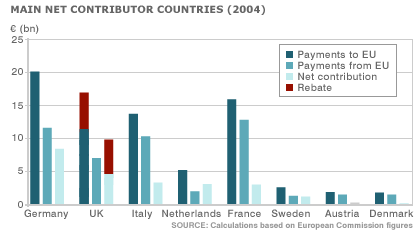 MAIN NET CONTRIBUTOR COUNTRIES (2004)
€ (bn)
25
20
15
10
5
0
Payments to EU
Payments from EU
Net contribution
Rebate
Germany UK Italy Netherlands France Sweden Austria Denmark
SOURCE: Calculations based on European Commission figures